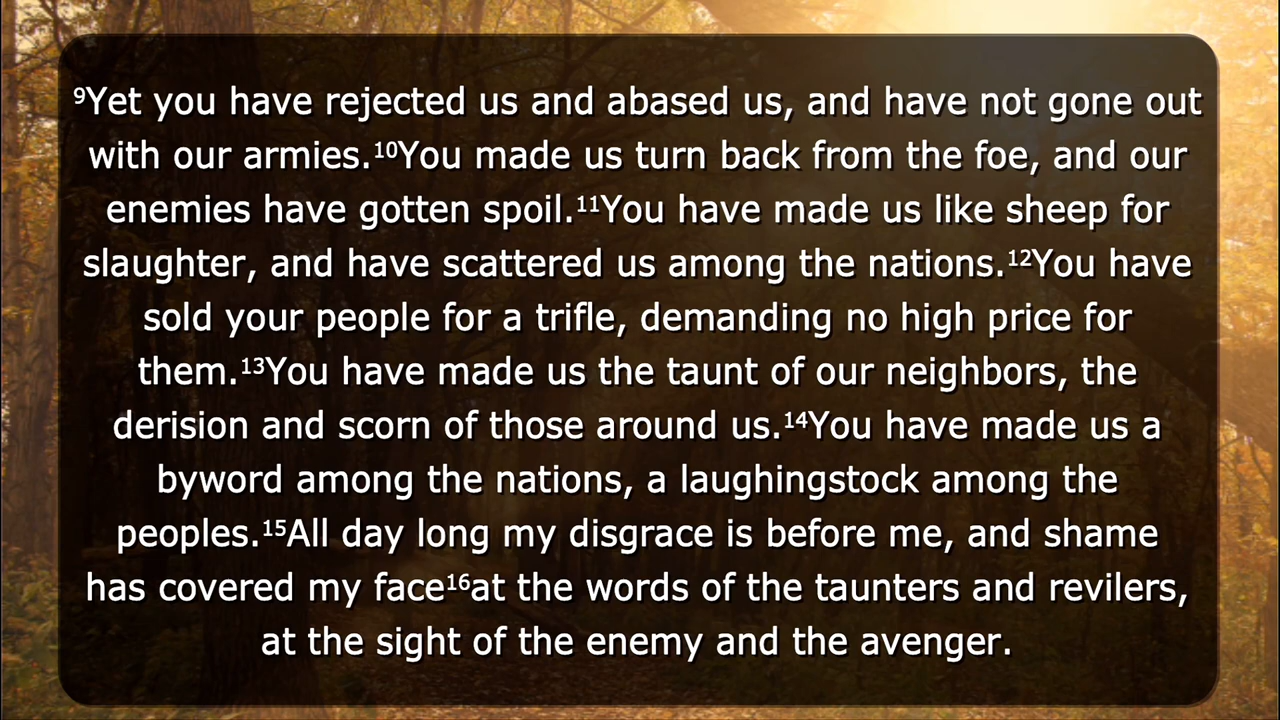 ⁹Yet you have rejected us and abased us, and have not gone out
with our armies.¹⁰You made us turn back from the foe, and our
enemies have gotten spoil.¹¹You have made us like sheep for
slaughter, and have scattered us among the nations.¹²You have
sold your people for a trifle, demanding no high price for
them.¹³You have made us the taunt of our neighbors, the
derision and scorn of those around us.¹⁴You have made us a
byword among the nations, a laughingstock among the
peoples.¹⁵All day long my disgrace is before me, and shame
has covered my face¹⁶at the words of the taunters and revilers,
at the sight of the enemy and the avenger.